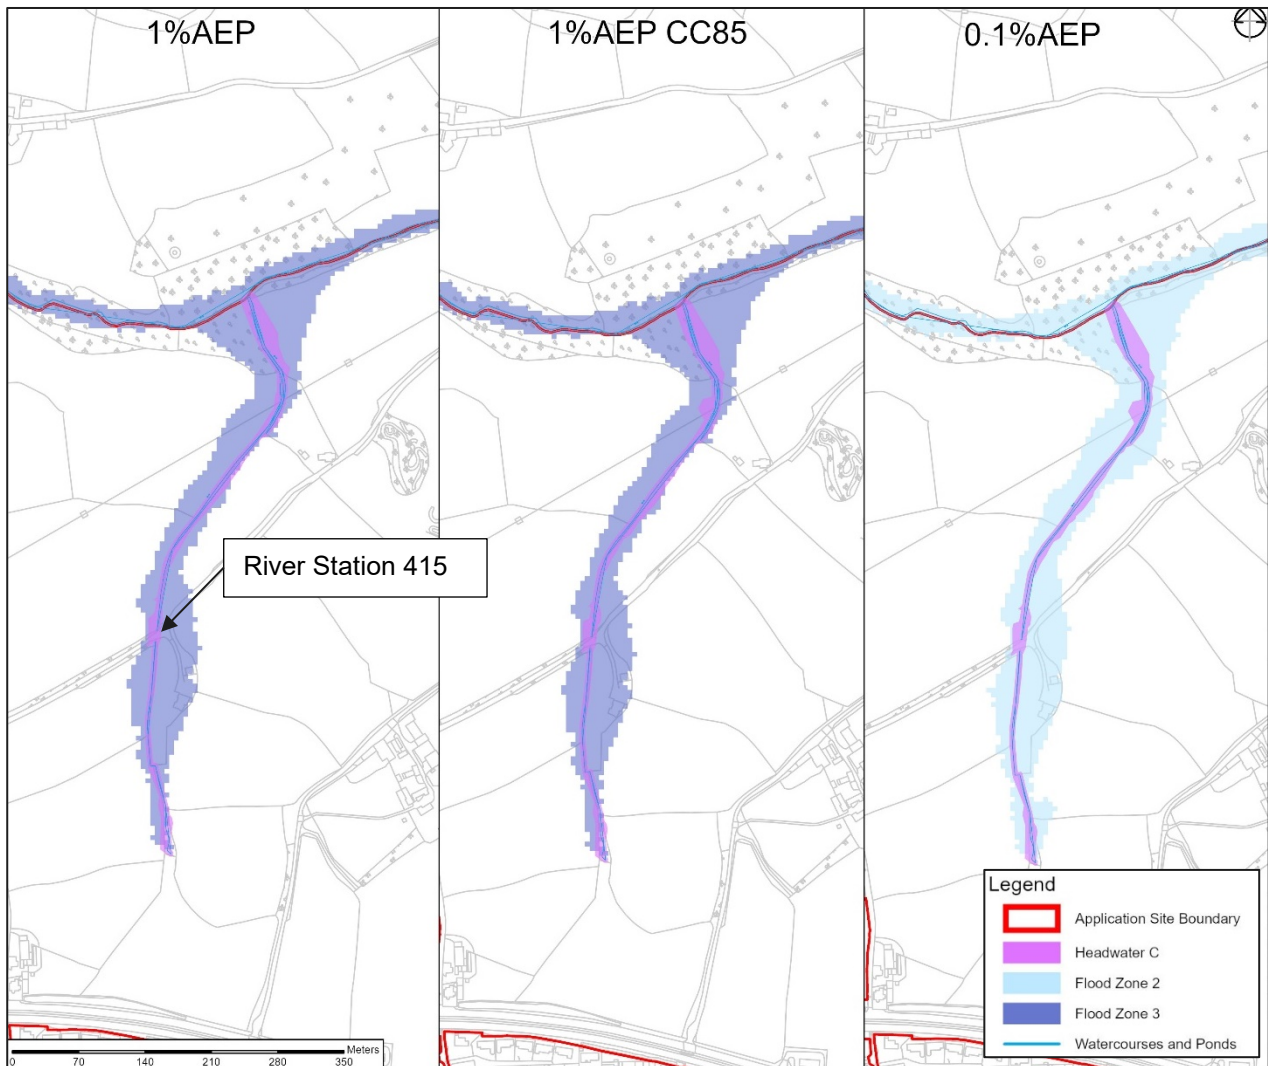 1%AEP
1%AEP CC85
0.1%AEP
River Station 415
Legend
Application Site Boundary
Headwater C
Flood Zone 2
Flood Zone 3
Watercourses and Ponds
Meters
0 70 140 210 280 350